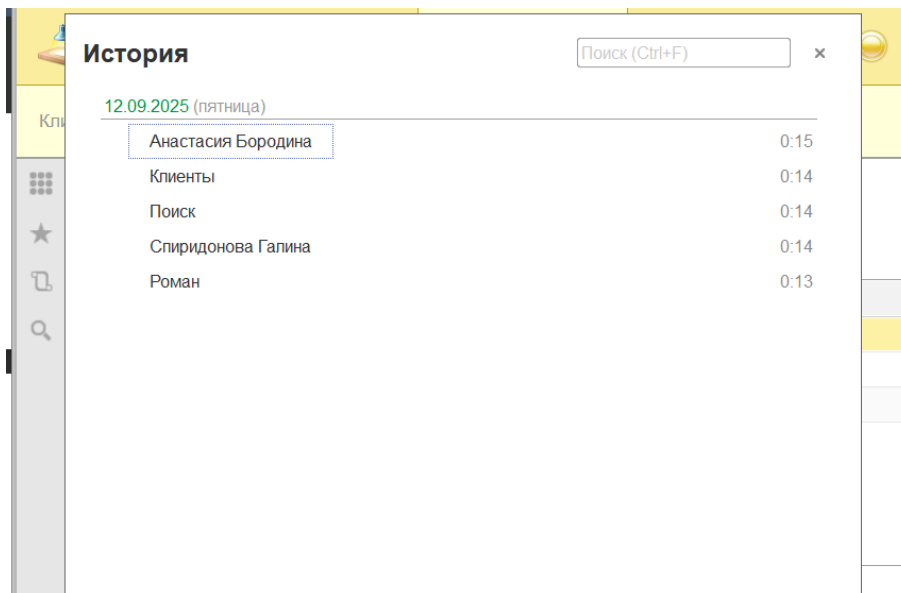 История
Поиск (Ctrl+F)
×
12.09.2025 (пятница)
Кли
Анастасия Бородина 0:15
Клиенты 0:14
Поиск 0:14
Спиридонова Галина 0:14
Роман 0:13